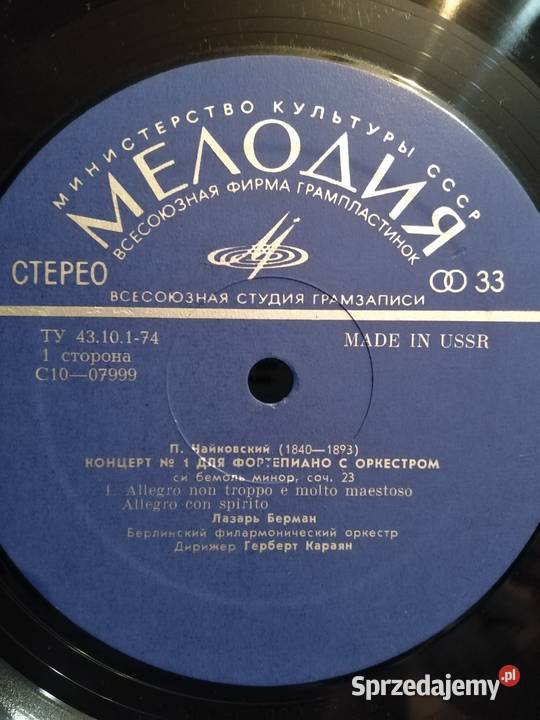 МИНИСТЕРСТВО КУЛЬТУРЫ СССР
МЕЛОДИЯ
ВСЕСОЮЗНАЯ ФИРМА ГРАМПЛАСТИНОК
СТЕРЕО
33
ВСЕСОЮЗНАЯ СТУДИЯ ГРАМЗАПИСИ
ТУ 43.10.1-74
MADE IN USSR
1 сторона
С10—07999
П. Чайковский (1840—1893)
КОНЦЕРТ № 1 ДЛЯ ФОРТЕПИАНО С ОРКЕСТРОМ
си бемоль минор, соч. 23
1. Allegro non troppo e molto maestoso
Allegro con spirito
Лазарь Берман
Берлинский филармонический оркестр
Дирижер Герберт Караян
Sprzedajemy.pl